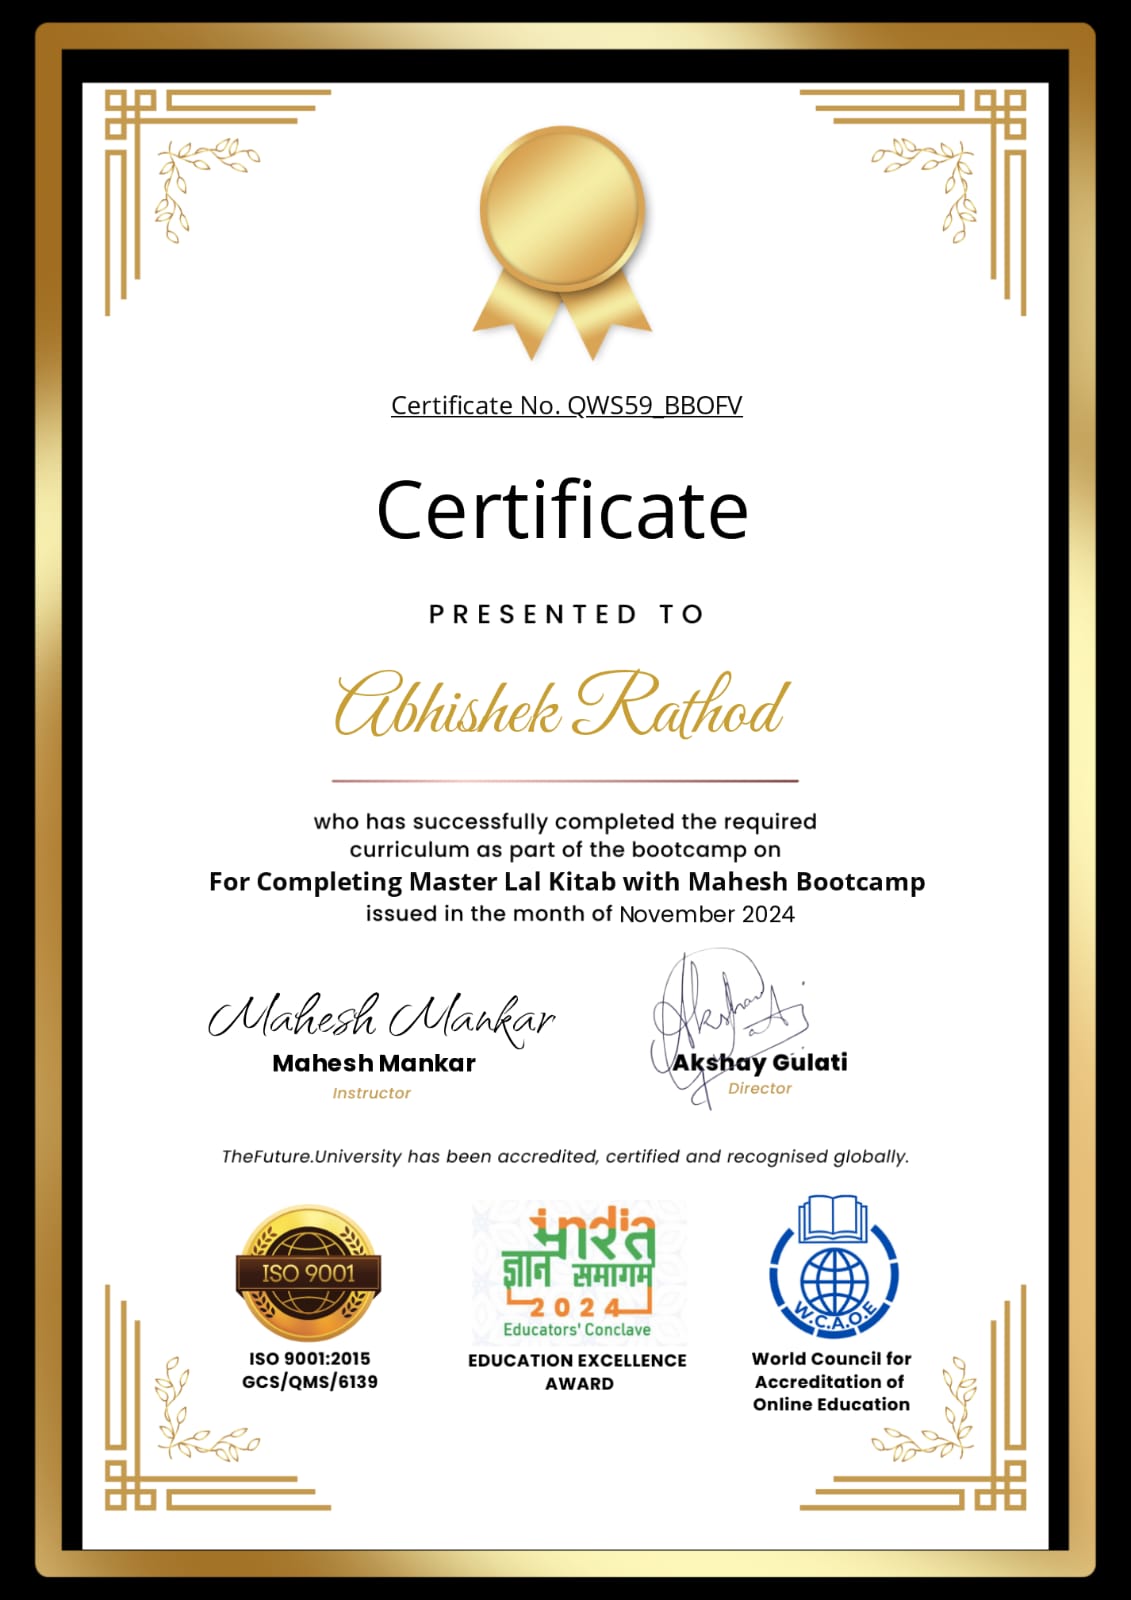 Certificate No. QWS59_BBOFV
Certificate
PRESENTED TO
Abhishek Rathod
who has successfully completed the required
curriculum as part of the bootcamp on
For Completing Master Lal Kitab with Mahesh Bootcamp
issued in the month of November 2024
Mahesh Mankar
Mahesh Mankar
Instructor
Akshay Gulati
Akshay Gulati
Director
TheFuture.University has been accredited, certified and recognised globally.
ISO 9001
ISO 9001:2015
GCS/QMS/6139
india
भारत
ज्ञान समागम
2024
Educators' Conclave
EDUCATION EXCELLENCE
AWARD
W.C.A.O.E
World Council for
Accreditation of
Online Education